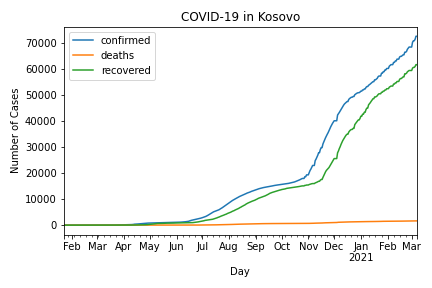 COVID-19 in Kosovo
confirmed
deaths
recovered
Number of Cases
70000
60000
50000
40000
30000
20000
10000
0
Feb Mar Apr May Jun Jul Aug Sep Oct Nov Dec Jan Feb Mar
2021
Day